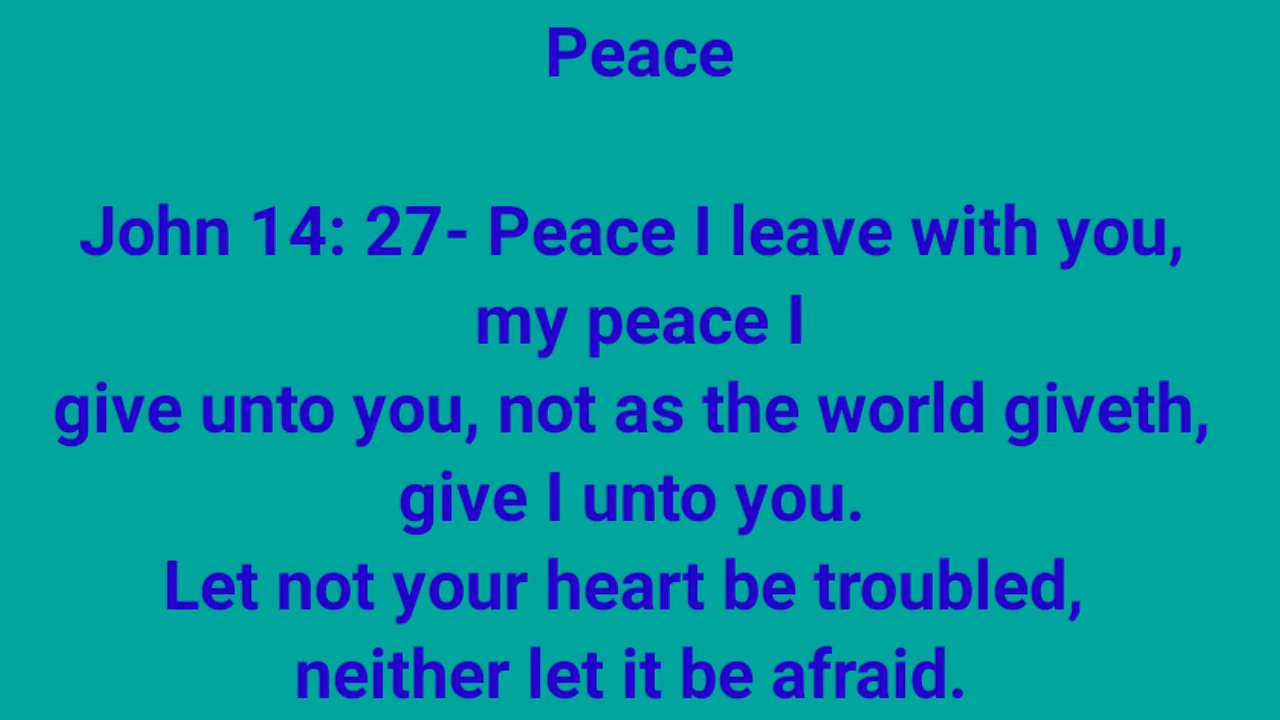 Peace
John 14: 27- Peace I leave with you,
my peace I
give unto you, not as the world giveth,
give I unto you.
Let not your heart be troubled,
neither let it be afraid.